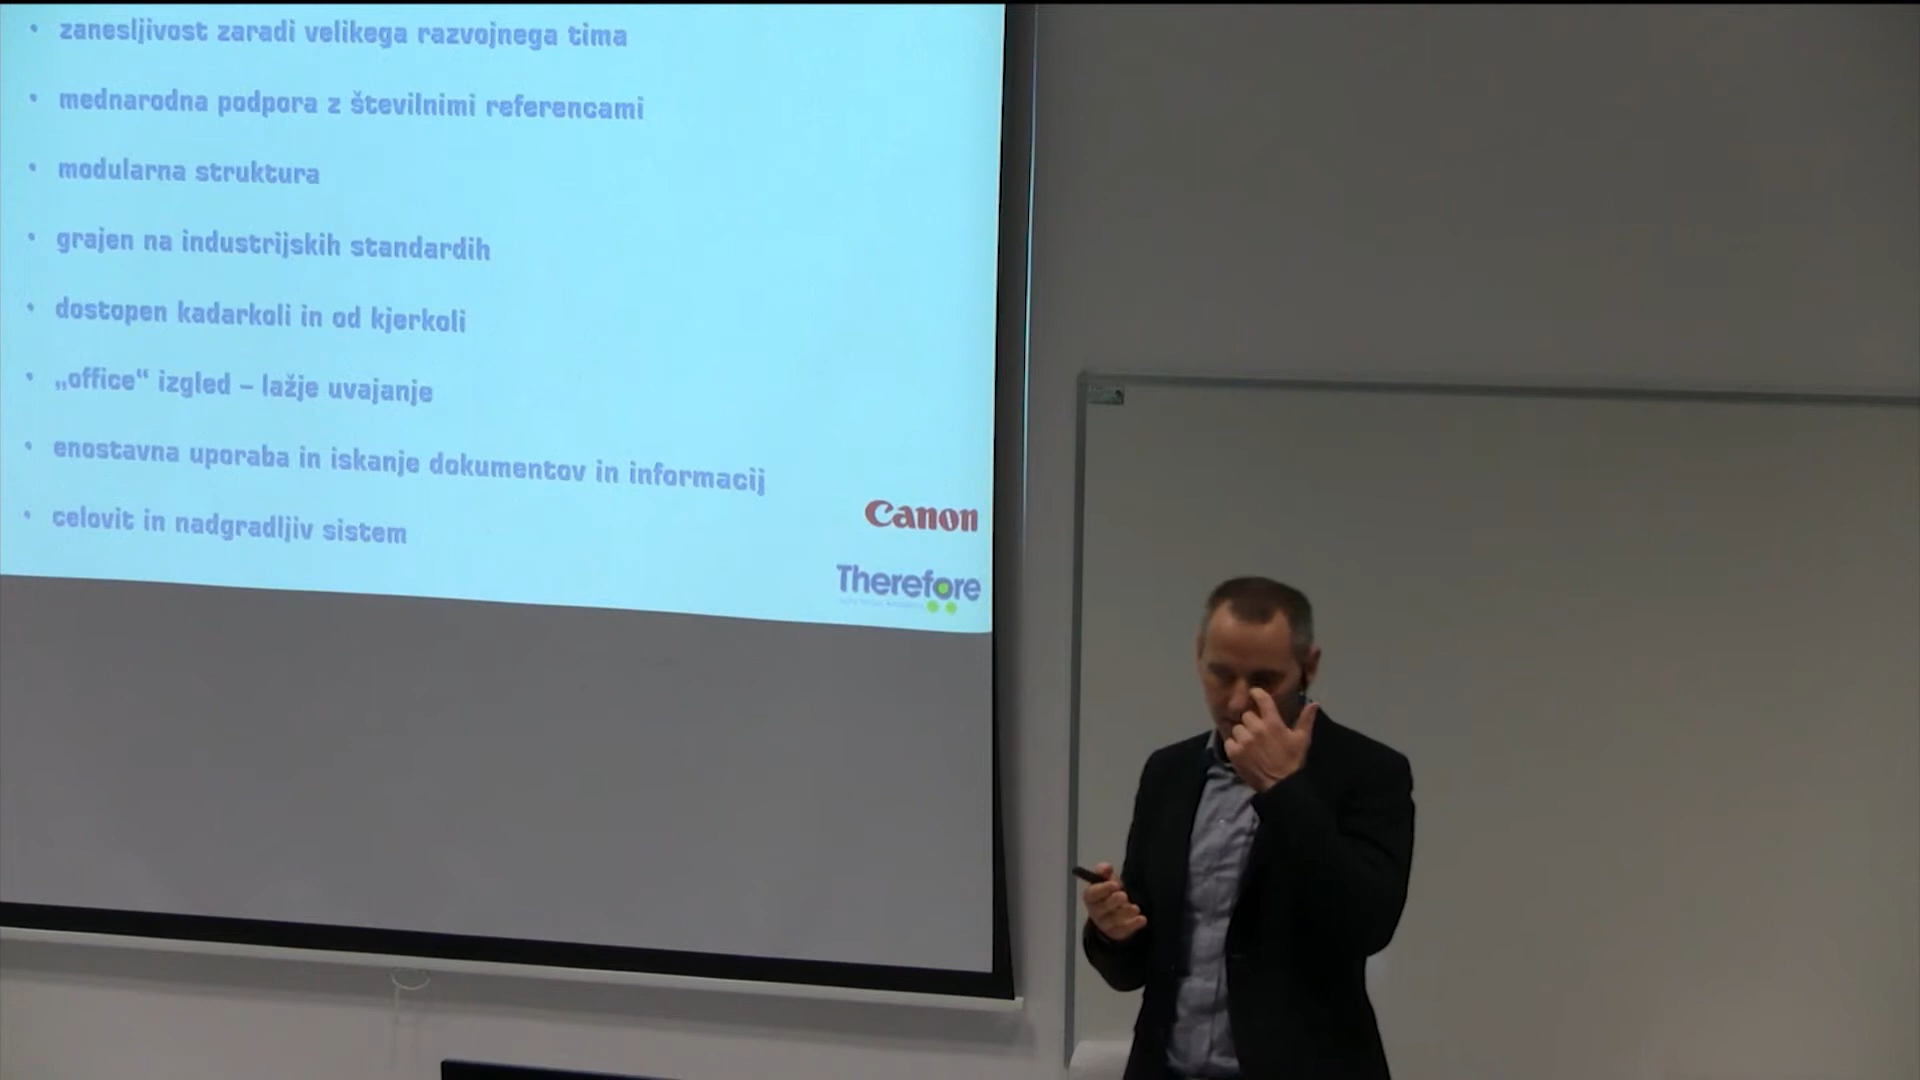 • zanesljivost zaradi velikega razvojnega tima
• mednarodna podpora z številnimi referencami
• modularna struktura
• grajen na industrijskih standardih
• dostopen kadarkoli in od kjerkoli
• „office“ izgled – lažje uvajanje
• enostavna uporaba in iskanje dokumentov in informacij
• celovit in nadgradljiv sistem
Canon
Therefore